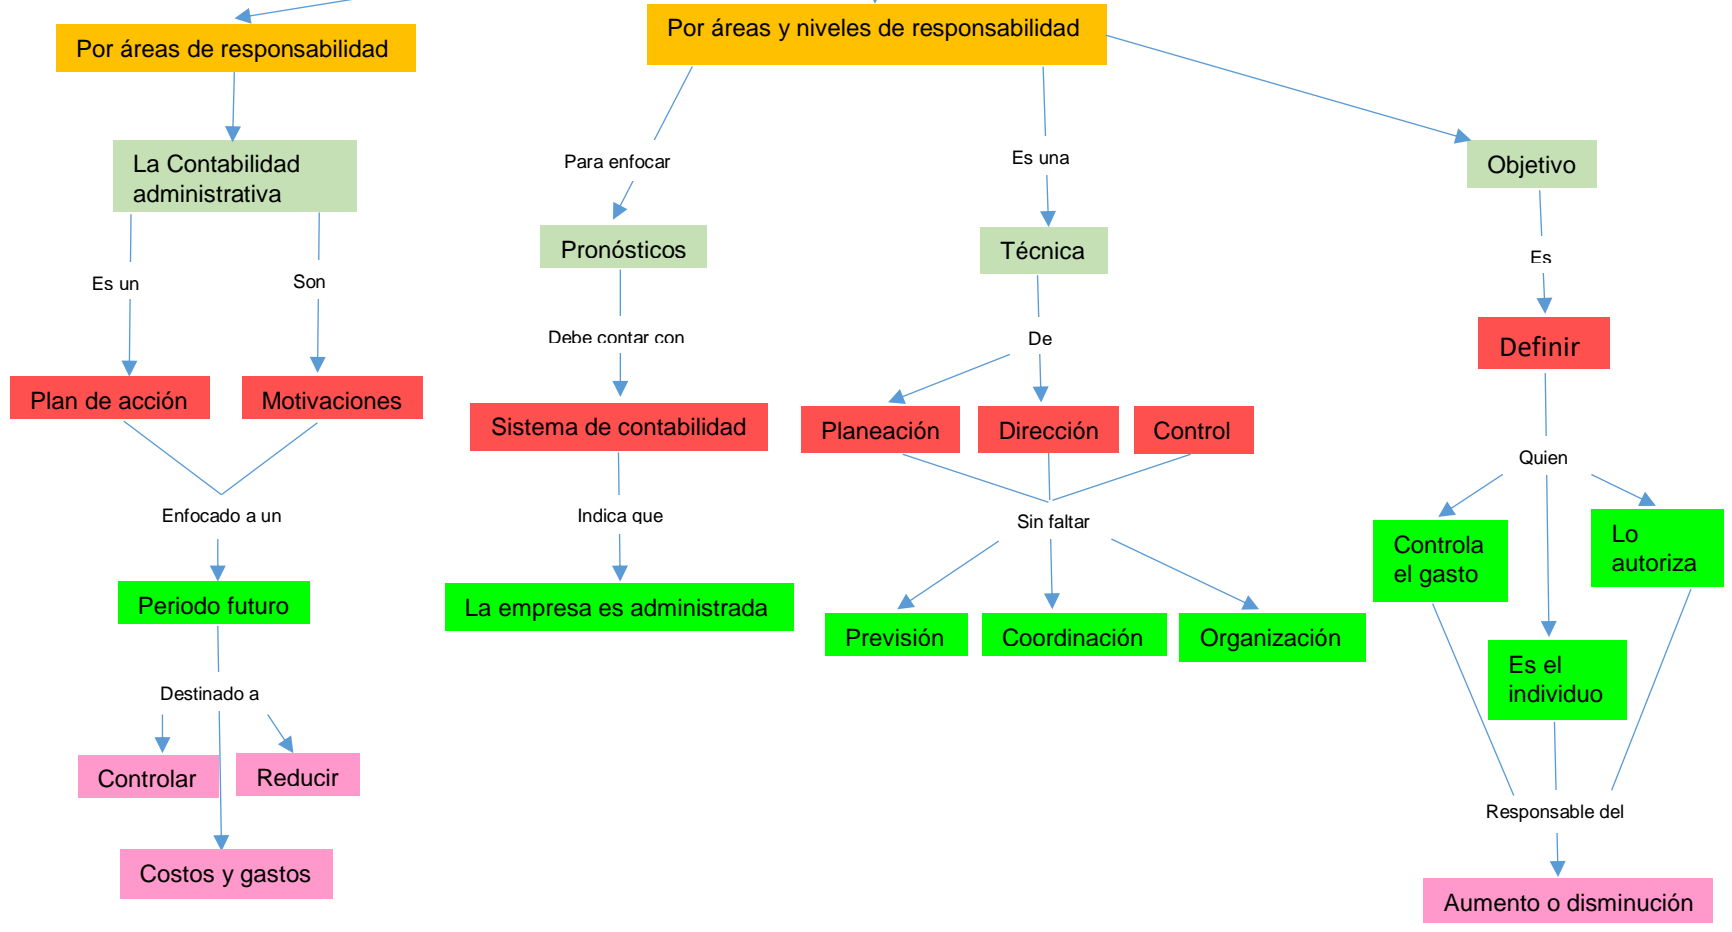 Por áreas de responsabilidad
La Contabilidad
administrativa
Es un
Son
Plan de acción
Motivaciones
Enfocado a un
Periodo futuro
Destinado a
Controlar
Reducir
Costos y gastos
Por áreas y niveles de responsabilidad
Para enfocar
Pronósticos
Debe contar con
Sistema de contabilidad
Indica que
La empresa es administrada
Es una
Técnica
De
Planeación
Dirección
Control
Sin faltar
Previsión
Coordinación
Organización
Objetivo
Es
Definir
Quien
Controla
el gasto
Lo
autoriza
Es el
individuo
Responsable del
Aumento o disminución